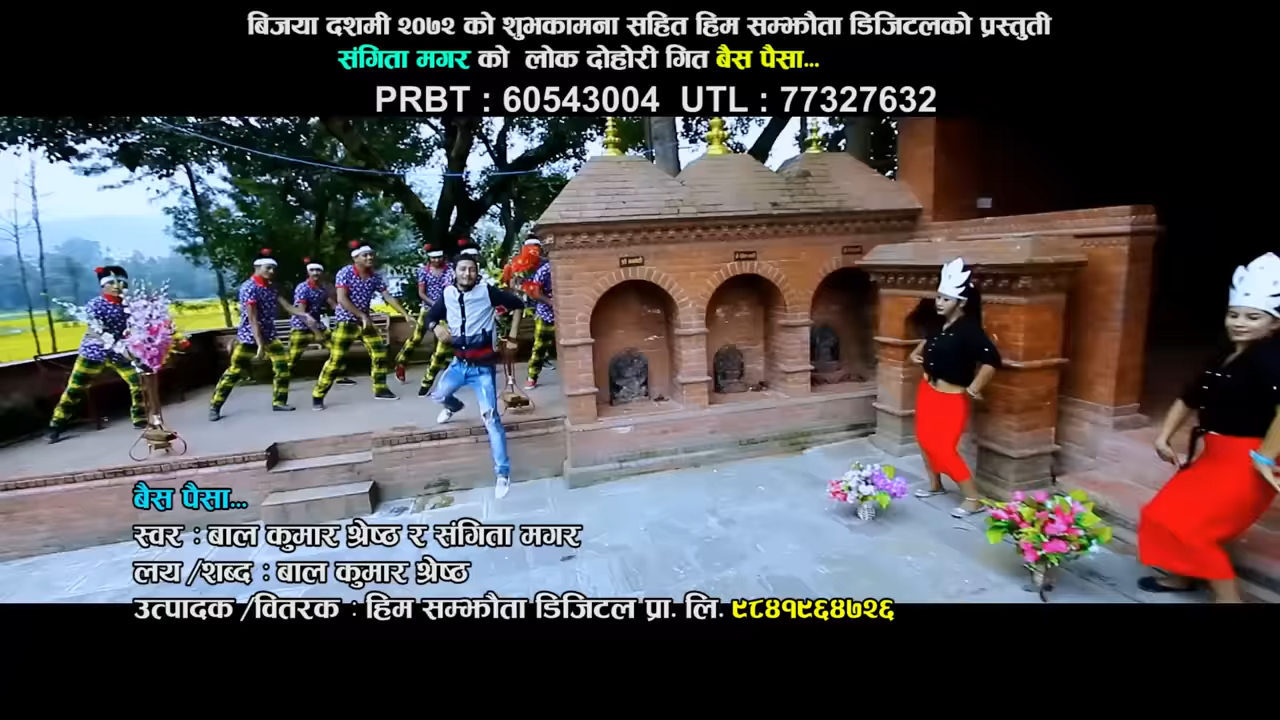 बिजया दशमी २०७२ को शुभकामना सहित हिम सम्झौता डिजिटलको प्रस्तुती
संगिता मगर को लोक दोहोरी गित बैस पैसा...
PRBT : 60543004 UTL : 77327632
बैस पैसा...
स्वर : बाल कुमार श्रेष्ठ र संगिता मगर
लय /शब्द : बाल कुमार श्रेष्ठ
उत्पादक /वितरक : हिम सम्झौता डिजिटल प्रा. लि. ९८४१९६४७२६